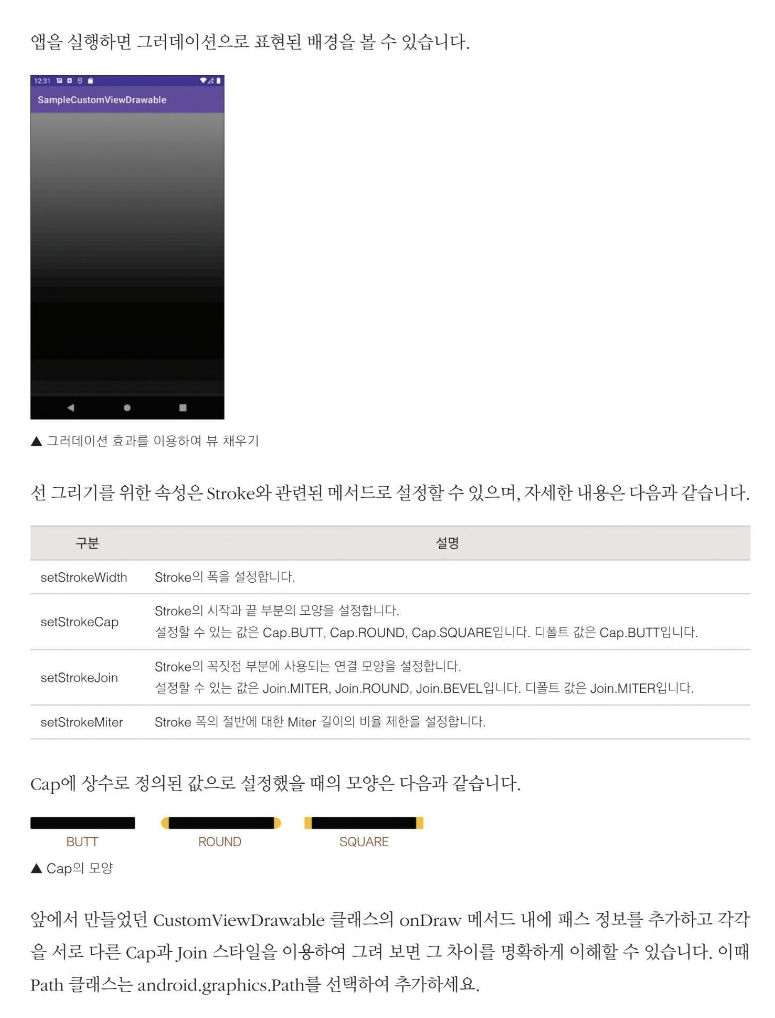 앱을 실행하면 그러데이션으로 표현된 배경을 볼 수 있습니다.
12:31
SampleCustomViewDrawable
▲ 그러데이션 효과를 이용하여 뷰 채우기
선 그리기를 위한 속성은 Stroke와 관련된 메서드로 설정할 수 있으며, 자세한 내용은 다음과 같습니다.
구분 설명
setStrokeWidth Stroke의 폭을 설정합니다.
setStrokeCap Stroke의 시작과 끝 부분의 모양을 설정합니다.
설정할 수 있는 값은 Cap.BUTT, Cap.ROUND, Cap.SQUARE입니다. 디폴트 값은 Cap.BUTT입니다.
setStrokeJoin Stroke의 꼭짓점 부분에 사용되는 연결 모양을 설정합니다.
설정할 수 있는 값은 Join.MITER, Join.ROUND, Join.BEVEL입니다. 디폴트 값은 Join.MITER입니다.
setStrokeMiter Stroke 폭의 절반에 대한 Miter 길이의 비율 제한을 설정합니다.
Cap에 상수로 정의된 값으로 설정했을 때의 모양은 다음과 같습니다.
BUTT ROUND SQUARE
▲ Cap의 모양
앞에서 만들었던 CustomViewDrawable 클래스의 onDraw 메서드 내에 패스 정보를 추가하고 각각
을 서로 다른 Cap과 Join 스타일을 이용하여 그려 보면 그 차이를 명확하게 이해할 수 있습니다. 이때
Path 클래스는 android.graphics.Path를 선택하여 추가하세요.